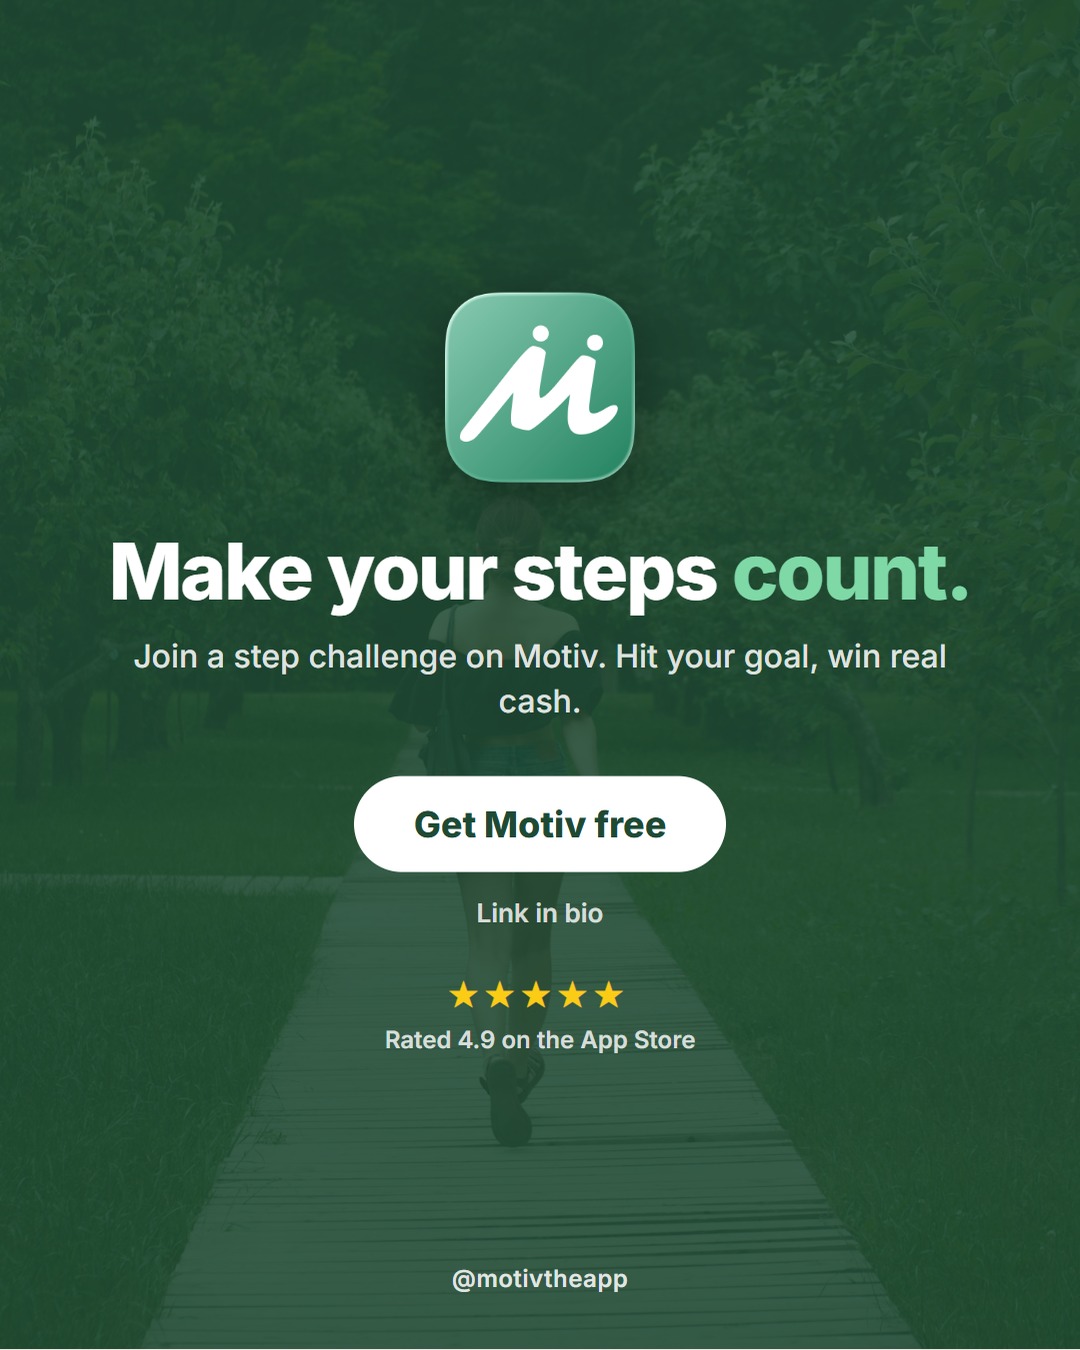 Make your steps count.
Join a step challenge on Motiv. Hit your goal, win real
cash.
Get Motiv free
Link in bio
★★★★★
Rated 4.9 on the App Store
@motivtheapp